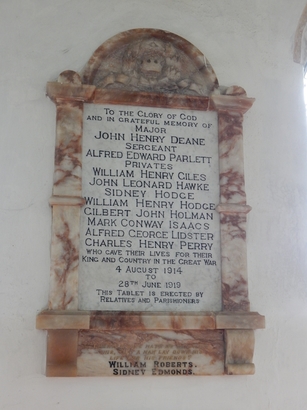 To the Glory of God
and in grateful memory of
Major
John Henry Deane
Sergeant
Alfred Edward Parlett
Privates
William Henry Giles
John Leonard Hawke
Sidney Hodge
William Henry Hodge
Gilbert John Holman
Mark Conway Isaacs
Alfred George Lidster
Charles Henry Perry
who gave their lives for their
King and Country in the Great War
4 August 1914
to
28th June 1919
This Tablet is erected by
Relatives and Parishioners
William Roberts.
Sidney Edmonds.